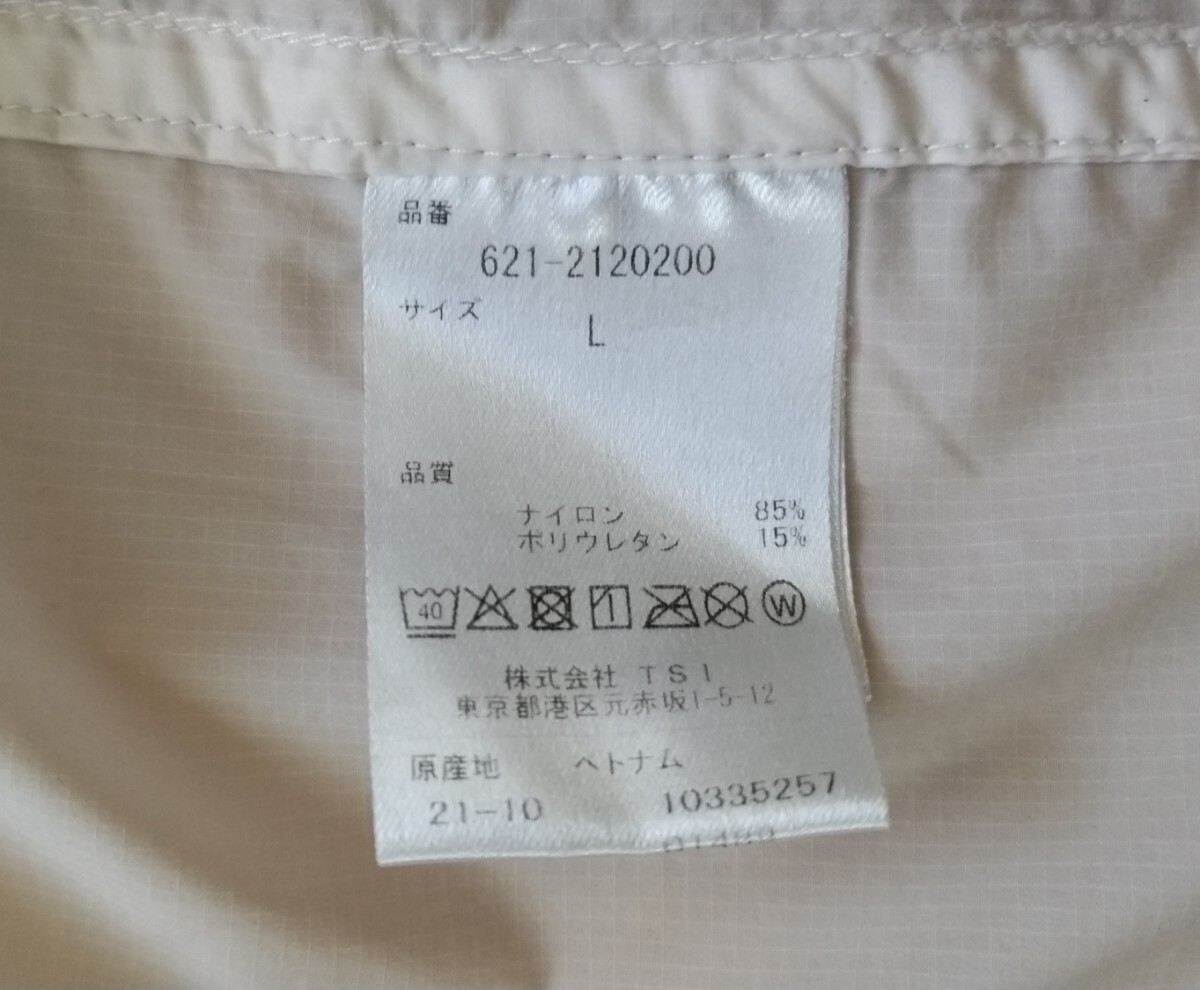 品番
621-2120200
サイズ
L
品質
ナイロン 85%
ポリウレタン 15%
40 W
株式会社 TSI
東京都港区元赤坂1-5-12
原産地 ベトナム
21-10 10335257